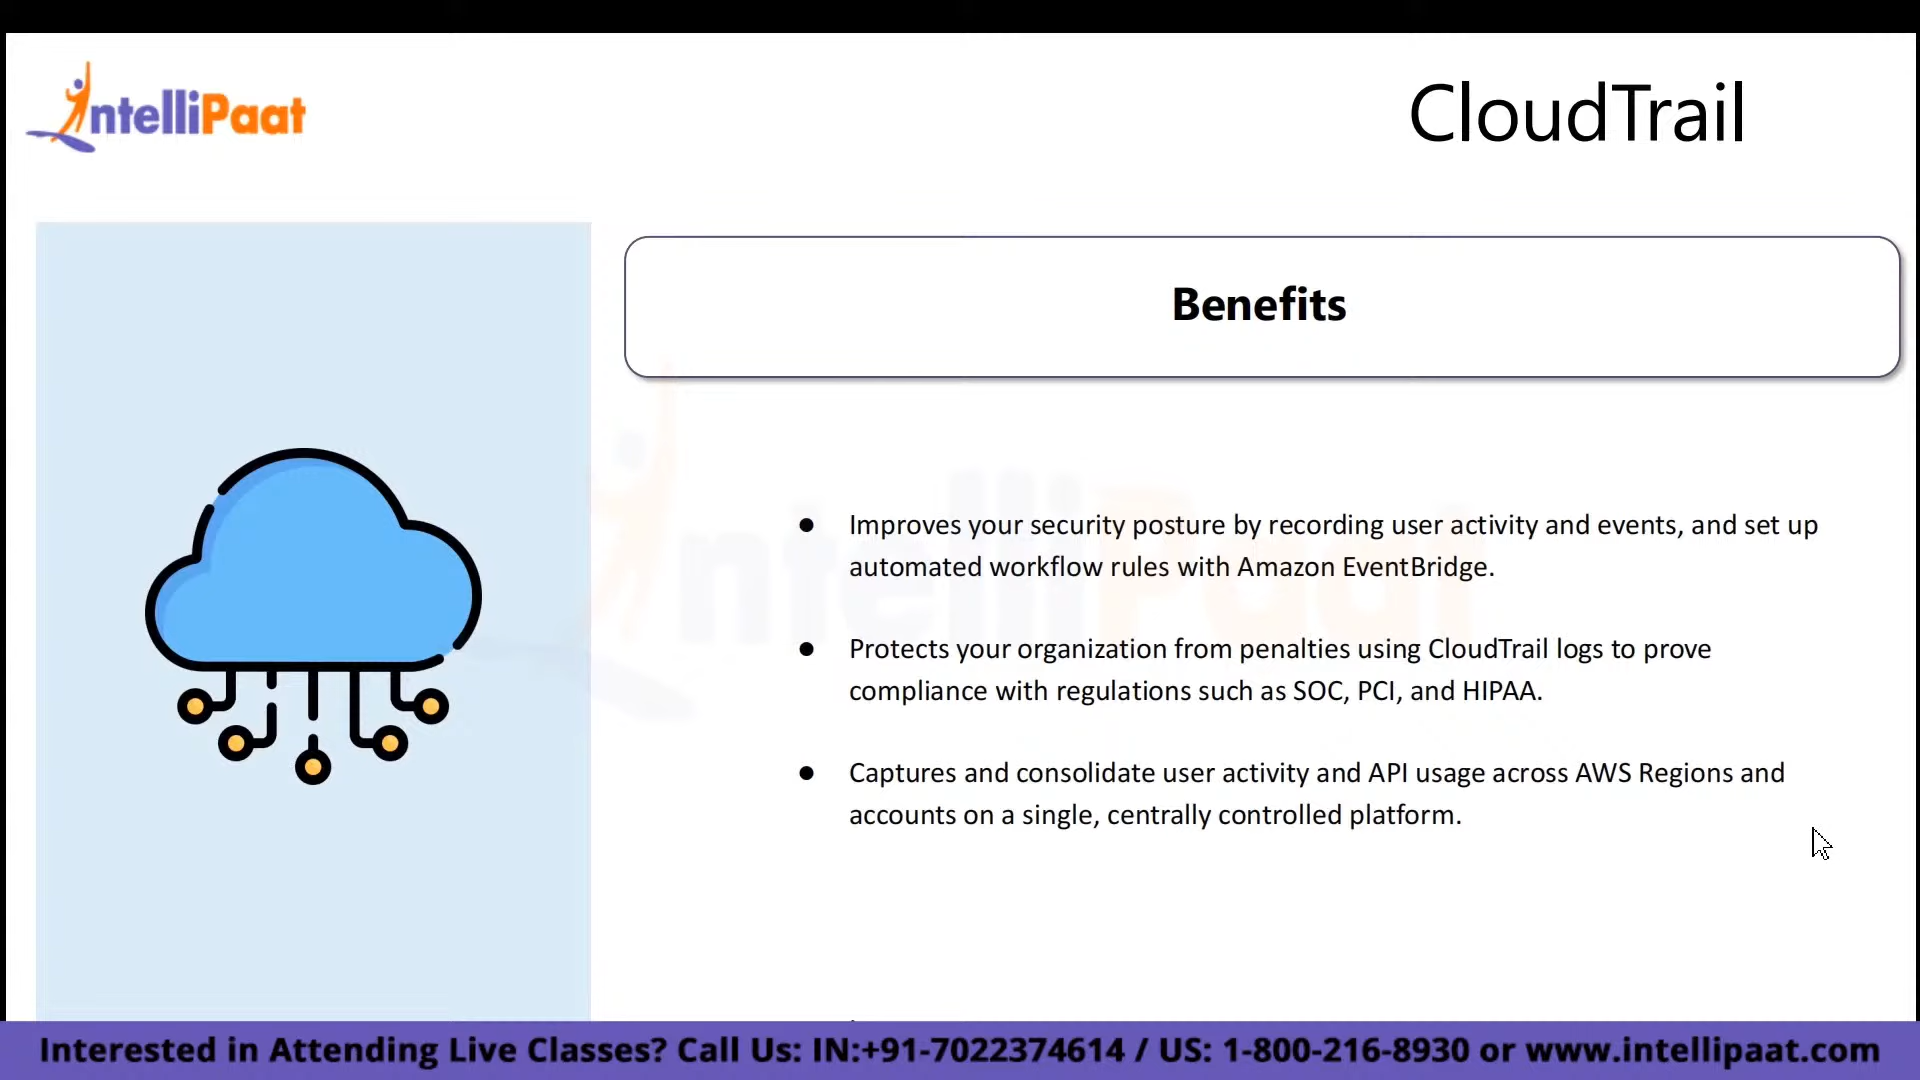 IntelliPaat
CloudTrail
Benefits
● Improves your security posture by recording user activity and events, and set up
automated workflow rules with Amazon EventBridge.
● Protects your organization from penalties using CloudTrail logs to prove
compliance with regulations such as SOC, PCI, and HIPAA.
● Captures and consolidate user activity and API usage across AWS Regions and
accounts on a single, centrally controlled platform.
IntelliPaat
Interested in Attending Live Classes? Call Us: IN:+91-7022374614 / US: 1-800-216-8930 or www.intellipaat.com